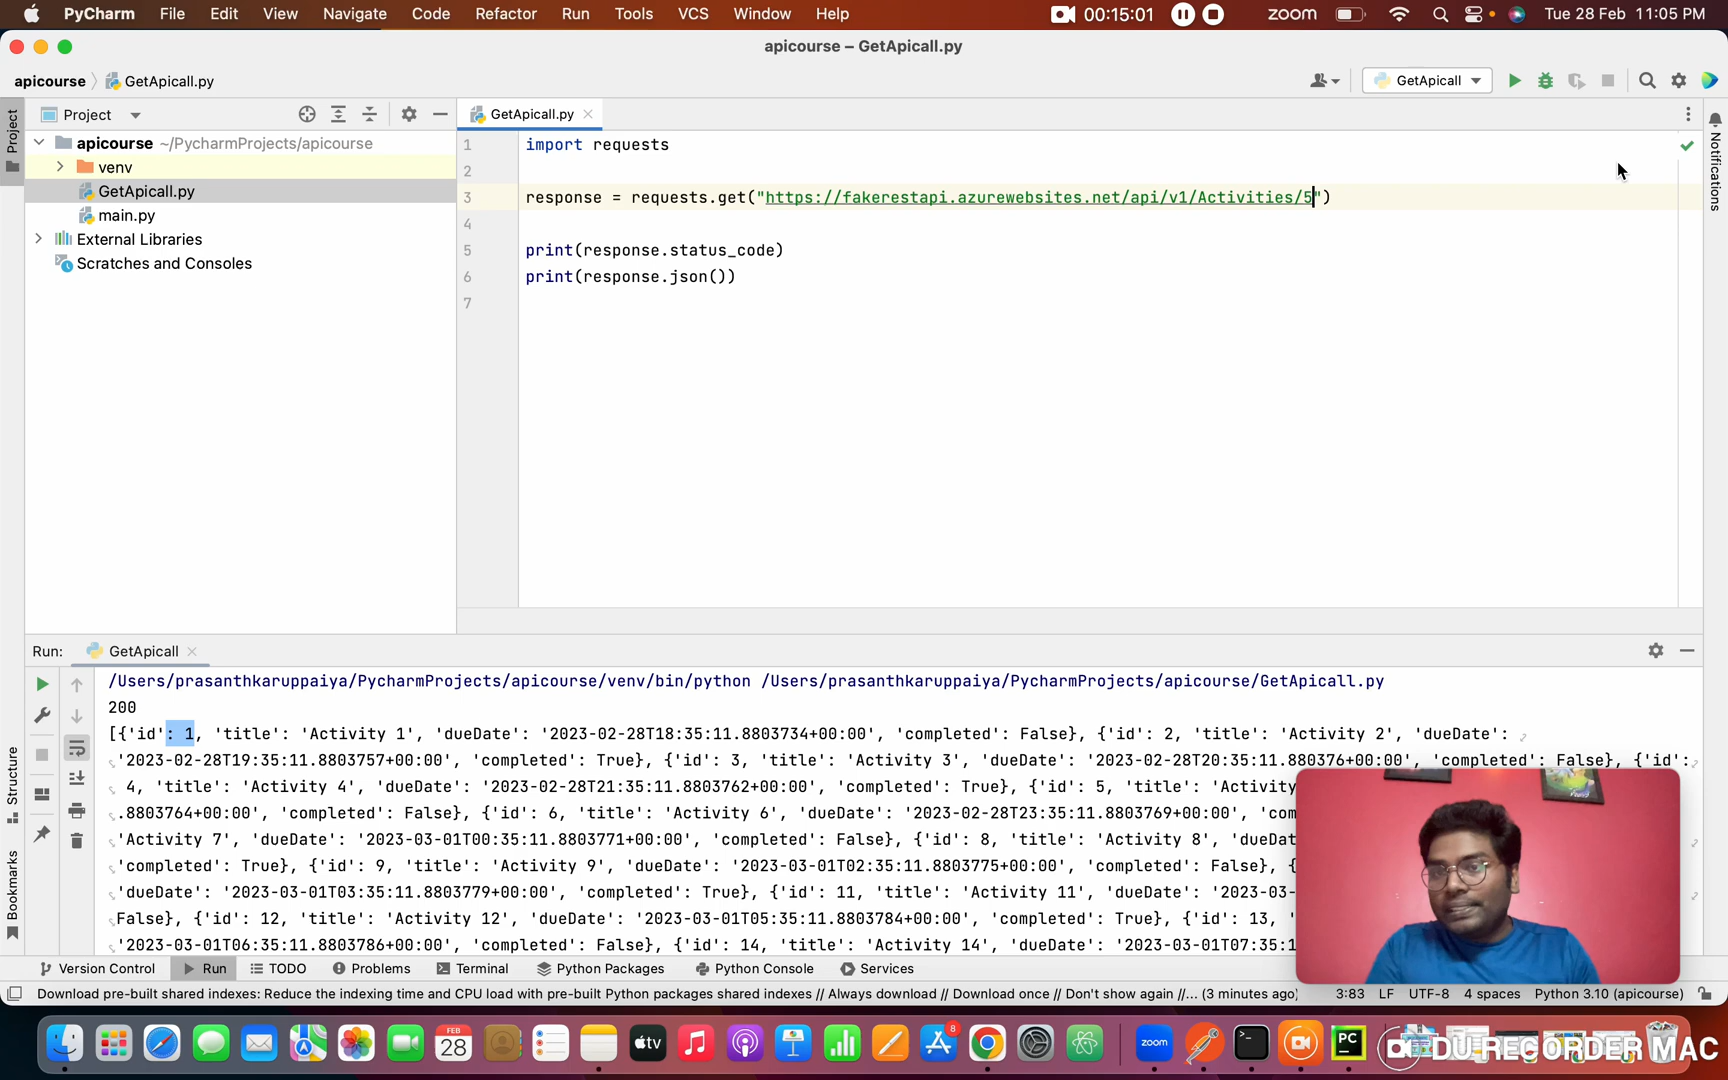 PyCharm File Edit View Navigate Code Refactor Run Tools VCS Window Help 00:15:01 zoom Tue 28 Feb 11:05 PM
apicourse – GetApicall.py
apicourse GetApicall.py GetApicall
Project
Project
Notifications
Structure
Bookmarks
apicourse ~/PycharmProjects/apicourse
venv
GetApicall.py
main.py
External Libraries
Scratches and Consoles
GetApicall.py
1 import requests
2
3 response = requests.get("https://fakerestapi.azurewebsites.net/api/v1/Activities/5")
4
5 print(response.status_code)
6 print(response.json())
7
Run: GetApicall
/Users/prasanthkaruppaiya/PycharmProjects/apicourse/venv/bin/python /Users/prasanthkaruppaiya/PycharmProjects/apicourse/GetApicall.py
200
[{'id': 1, 'title': 'Activity 1', 'dueDate': '2023-02-28T18:35:11.8803734+00:00', 'completed': False}, {'id': 2, 'title': 'Activity 2', 'dueDate':
'2023-02-28T19:35:11.8803757+00:00', 'completed': True}, {'id': 3, 'title': 'Activity 3', 'dueDate': '2023-02-28T20:35:11.880376+00:00', 'completed': False}, {'id':
4, 'title': 'Activity 4', 'dueDate': '2023-02-28T21:35:11.8803762+00:00', 'completed': True}, {'id': 5, 'title': 'Activity
.8803764+00:00', 'completed': False}, {'id': 6, 'title': 'Activity 6', 'dueDate': '2023-02-28T23:35:11.8803769+00:00', 'com
'Activity 7', 'dueDate': '2023-03-01T00:35:11.8803771+00:00', 'completed': False}, {'id': 8, 'title': 'Activity 8', 'dueDat
'completed': True}, {'id': 9, 'title': 'Activity 9', 'dueDate': '2023-03-01T02:35:11.8803775+00:00', 'completed': False}, {
'dueDate': '2023-03-01T03:35:11.8803779+00:00', 'completed': True}, {'id': 11, 'title': 'Activity 11', 'dueDate': '2023-03-
False}, {'id': 12, 'title': 'Activity 12', 'dueDate': '2023-03-01T05:35:11.8803784+00:00', 'completed': True}, {'id': 13, '
'2023-03-01T06:35:11.8803786+00:00', 'completed': False}, {'id': 14, 'title': 'Activity 14', 'dueDate': '2023-03-01T07:35:1
Version Control Run TODO Problems Terminal Python Packages Python Console Services
Download pre-built shared indexes: Reduce the indexing time and CPU load with pre-built Python packages shared indexes // Always download // Download once // Don't show again //... (3 minutes ago) 3:83 LF UTF-8 4 spaces Python 3.10 (apicourse)
FEB
28
tv
8
zoom
PC
DU RECORDER MAC